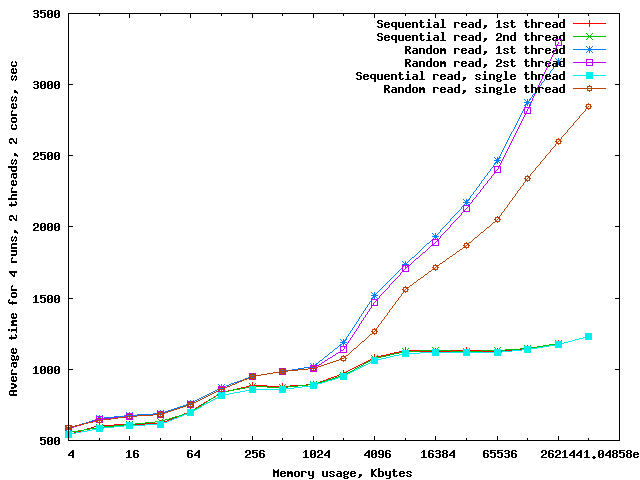 Average time for 4 runs, 2 threads, 2 cores, sec
3500
3000
2500
2000
1500
1000
500
Sequential read, 1st thread
Sequential read, 2nd thread
Random read, 1st thread
Random read, 2st thread
Sequential read, single thread
Random read, single thread
4 16 64 256 1024 4096 16384 65536 2621441.04858e
Memory usage, Kbytes